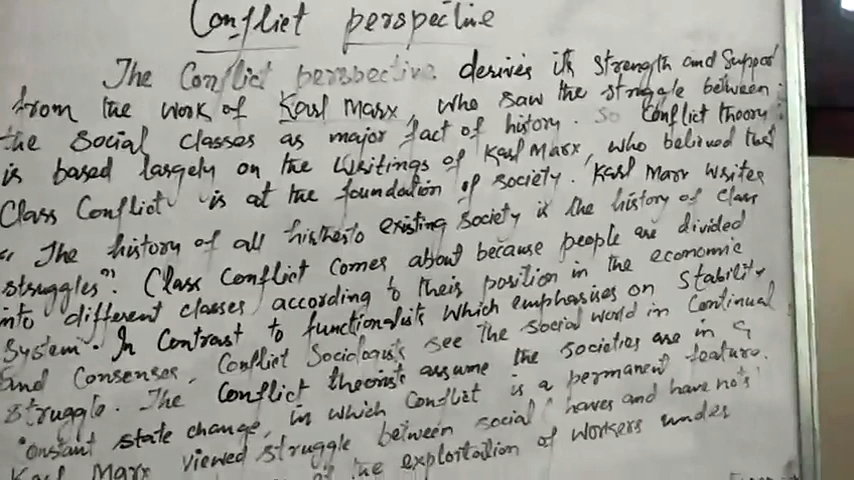 Conflict perspective
The Conflict perspective derives its strength and Suppor
from the work of Karl Marx, who saw the struggle between
the Social classes as major fact of history. So Conflict theory
is based largely on the writings of Karl Marx, who believed that
Class Conflict is at the foundation of society. Karl Marx writes
"The history of all hitherto existing society is the history of class
struggles". Class Conflict Comes about because people are divided
into different classes according to their position in the economic
System. In Contrast to functionalists which emphasises on Stability
and Consenses, Conflict Sociologists see The social world in Continual
struggle. The Conflict theorists assume the societies are in a
onstant state change, in which Conflict is a permanent feature.
Karl Marx viewed struggle between social 'haves and have nots'
the exploitation of workers under